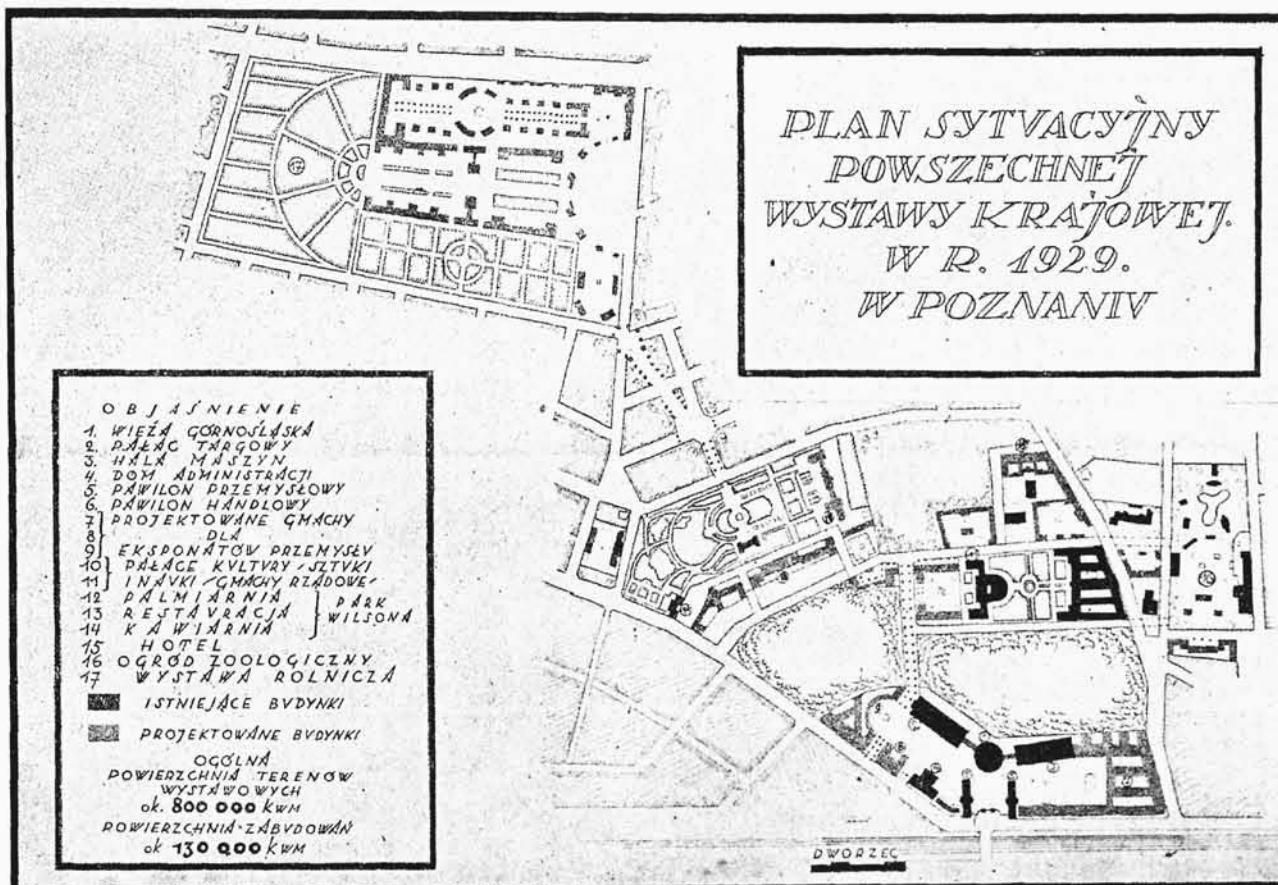 PLAN SYTVACYJNY
POWSZECHNEJ
WYSTAWY KRAJOWEJ.
W R. 1929.
W POZNANIV
OBJAŚNIENIE
1. WIEŻA GÓRNOŚLĄSKA
2. PAŁAC TARGOWY
3. HALA MASZYN
4. DOM ADMINISTRACJI
5. PAWILON PRZEMYSŁOWY
6. PAWILON HANDLOWY
7 PROJEKTOWANE GMACHY
8 DLA
9 EKSPONATÓW PRZEMYSŁV
10 PAŁACE KVLTVRY, SZTVKI
11 I NAVKI /GMACHY RZĄDOWE/
12 PALMIARNIA
13 RESTAVRACJA
14 KAWIARNIA
PARK
WILSONA
15 HOTEL
16 OGRÓD ZOOLOGICZNY
17 WYSTAWA ROLNICZA
ISTNIEJĄCE BVDYNKI
PROJEKTOWANE BVDYNKI
OGÓLNA
POWIERZCHNIA TERENÓW
WYSTAWOWYCH
ok. 800 000 KWM
POWIERZCHNIA ZABVDOWAŃ
ok 130 000 KWM
DWORZEC